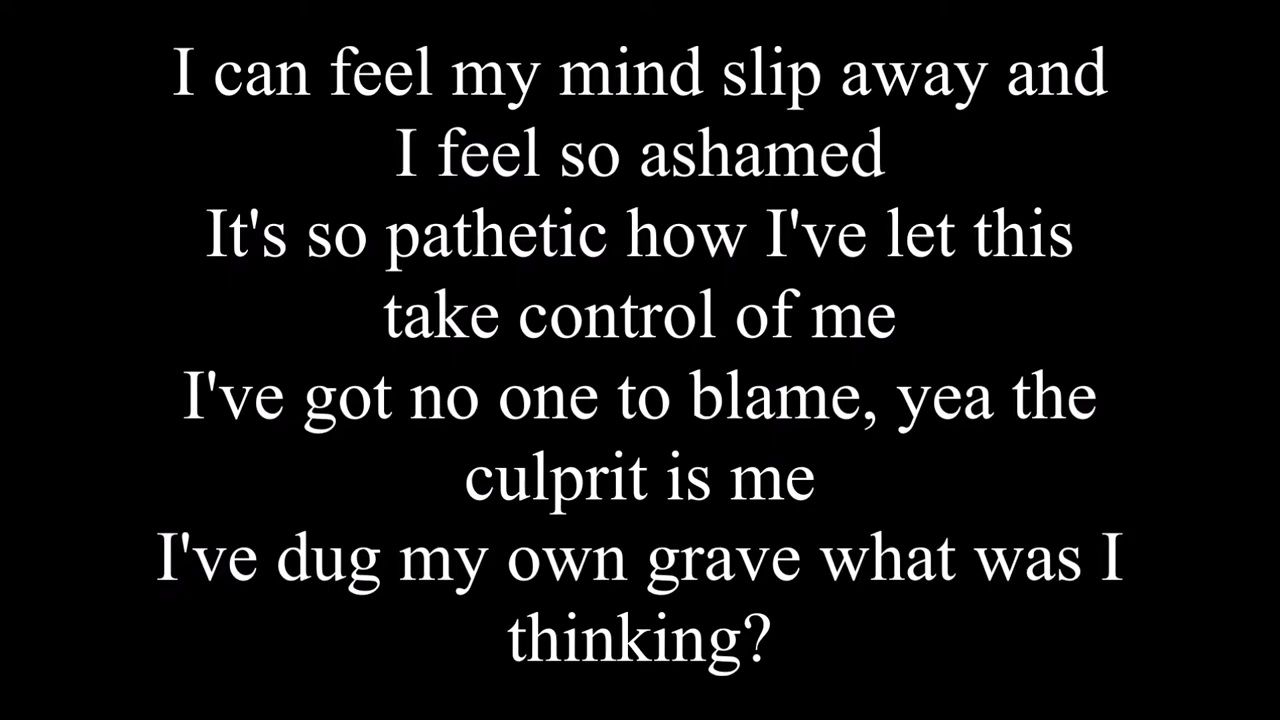 I can feel my mind slip away and
I feel so ashamed
It's so pathetic how I've let this
take control of me
I've got no one to blame, yea the
culprit is me
I've dug my own grave what was I
thinking?